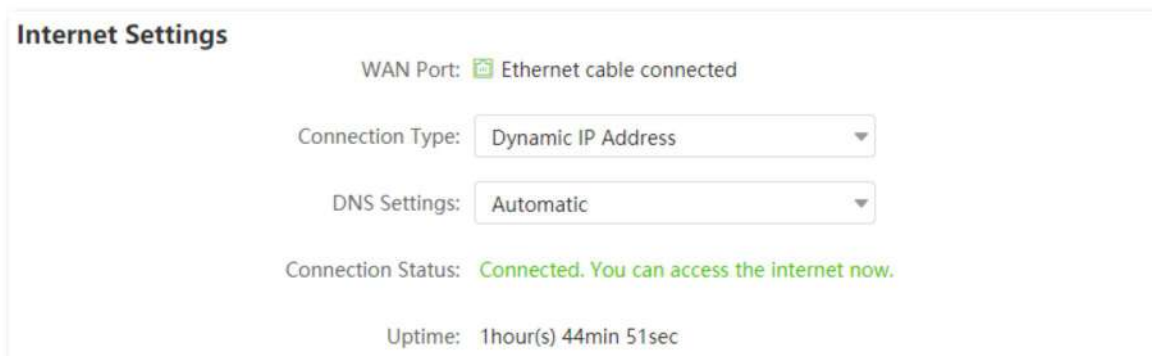 Internet Settings
WAN Port: Ethernet cable connected
Connection Type: Dynamic IP Address
DNS Settings: Automatic
Connection Status: Connected. You can access the internet now.
Uptime: 1hour(s) 44min 51sec